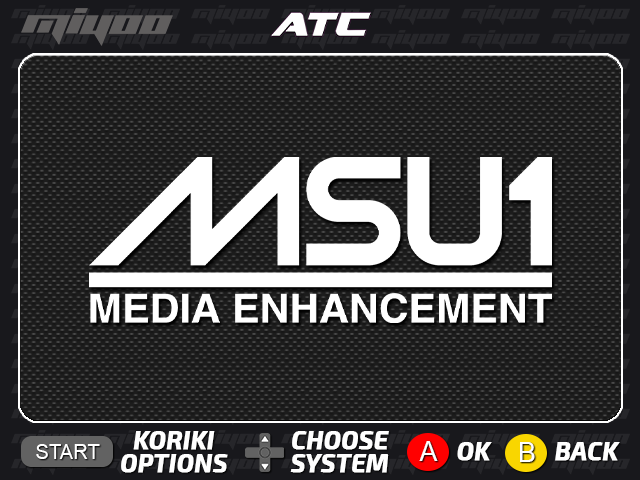 miyoo
ATC
MSU1
MEDIA ENHANCEMENT
START
KORIKI
OPTIONS
CHOOSE
SYSTEM
A
OK
B
BACK